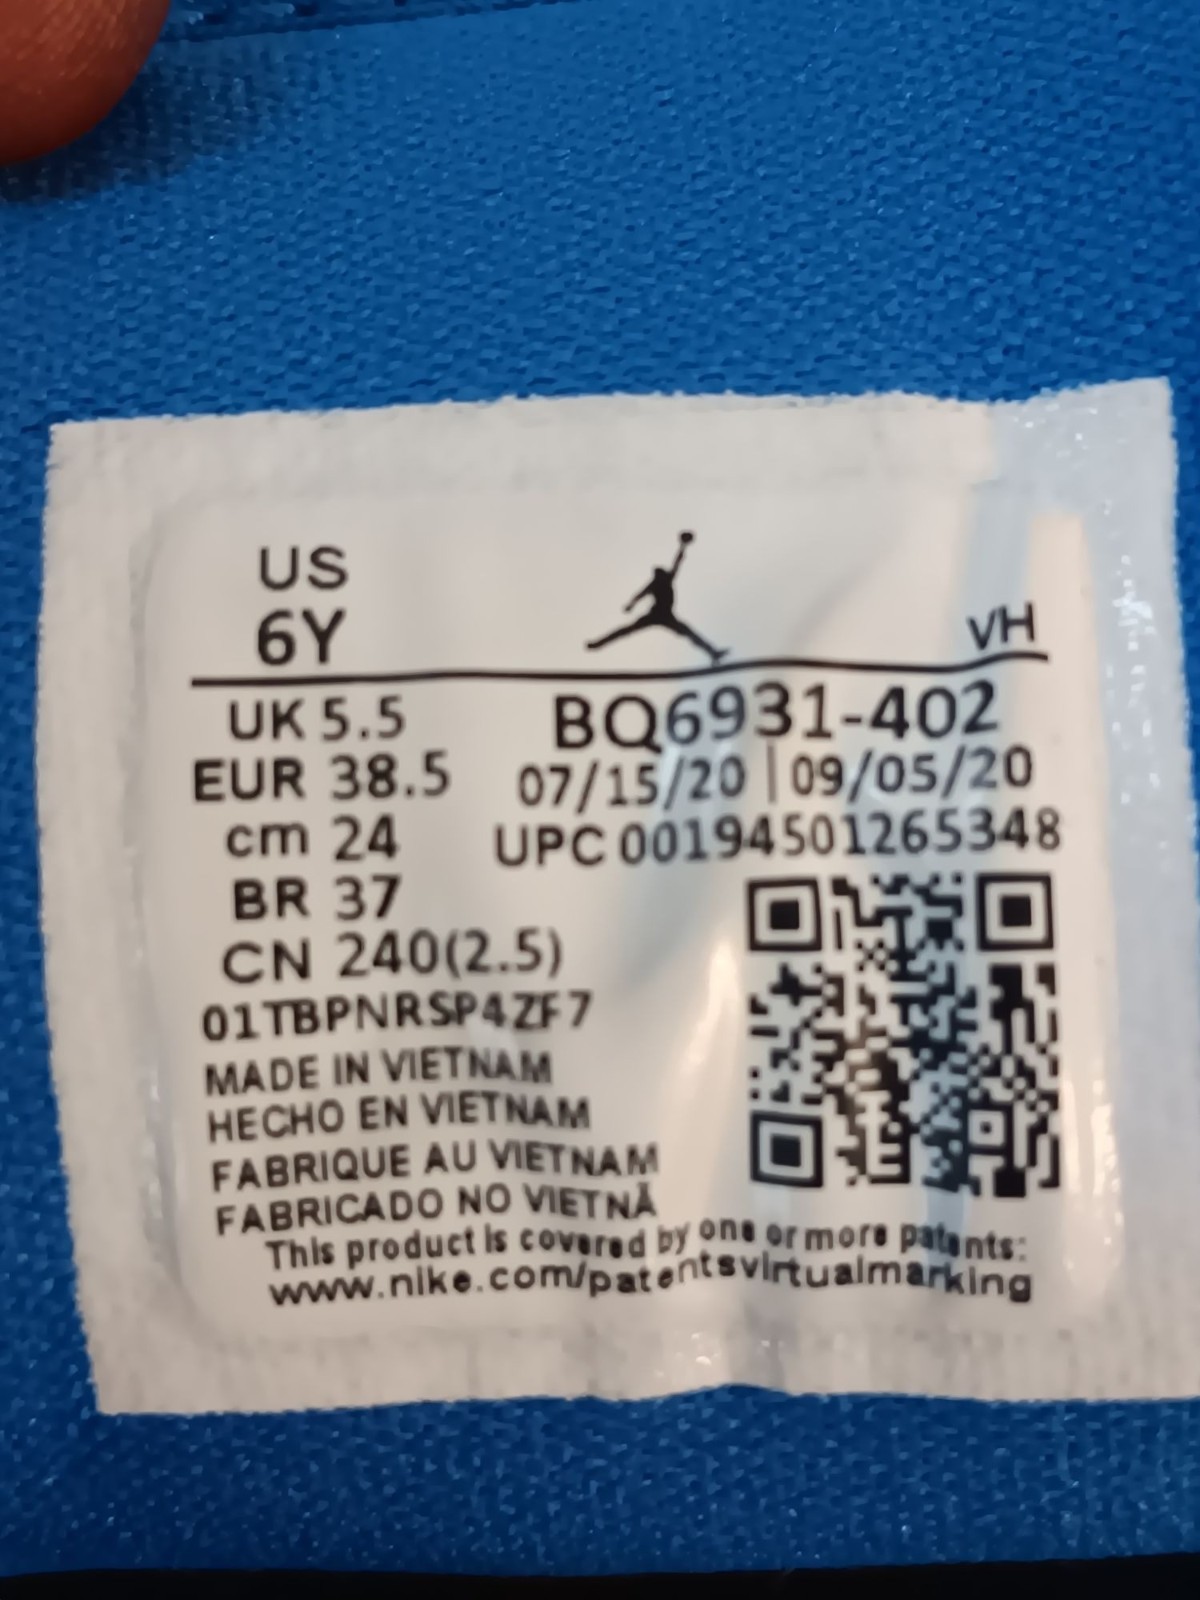 US
6Y
VH
UK 5.5
BQ6931-402
EUR 38.5
07/15/20 | 09/05/20
cm 24
UPC 00194501265348
BR 37
CN 240(2.5)
01TBPNRSP4ZF7
MADE IN VIETNAM
HECHO EN VIETNAM
FABRIQUE AU VIETNAM
FABRICADO NO VIETNÃ
This product is covered by one or more patents:
www.nike.com/patentsvirtualmarking